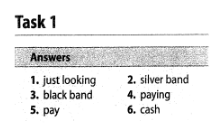 Task 1
Answers
1. just looking 2. silver band
3. black band 4. paying
5. pay 6. cash